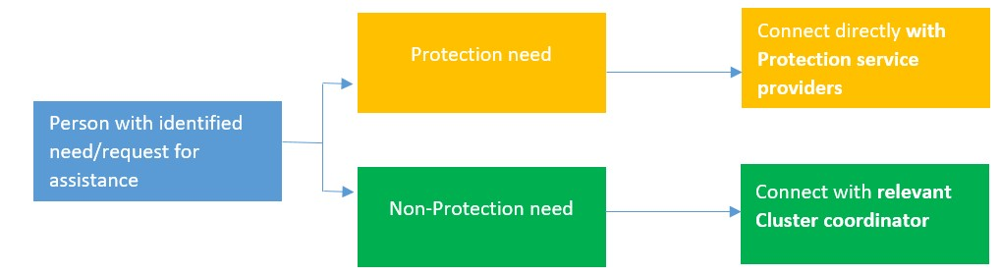 Person with identified
need/request for
assistance
Protection need
Connect directly with
Protection service
providers
Non-Protection need
Connect with relevant
Cluster coordinator